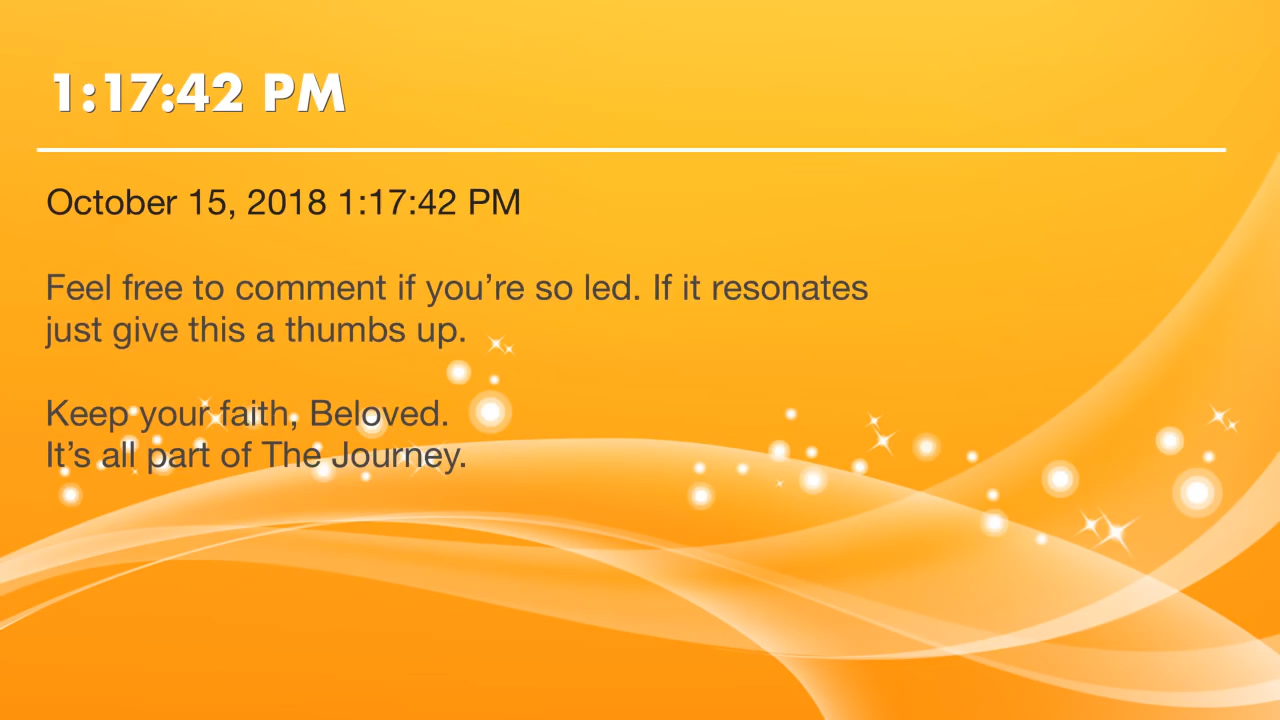 1:17:42 PM
October 15, 2018 1:17:42 PM
Feel free to comment if you’re so led. If it resonates
just give this a thumbs up.
Keep your faith, Beloved.
It’s all part of The Journey.